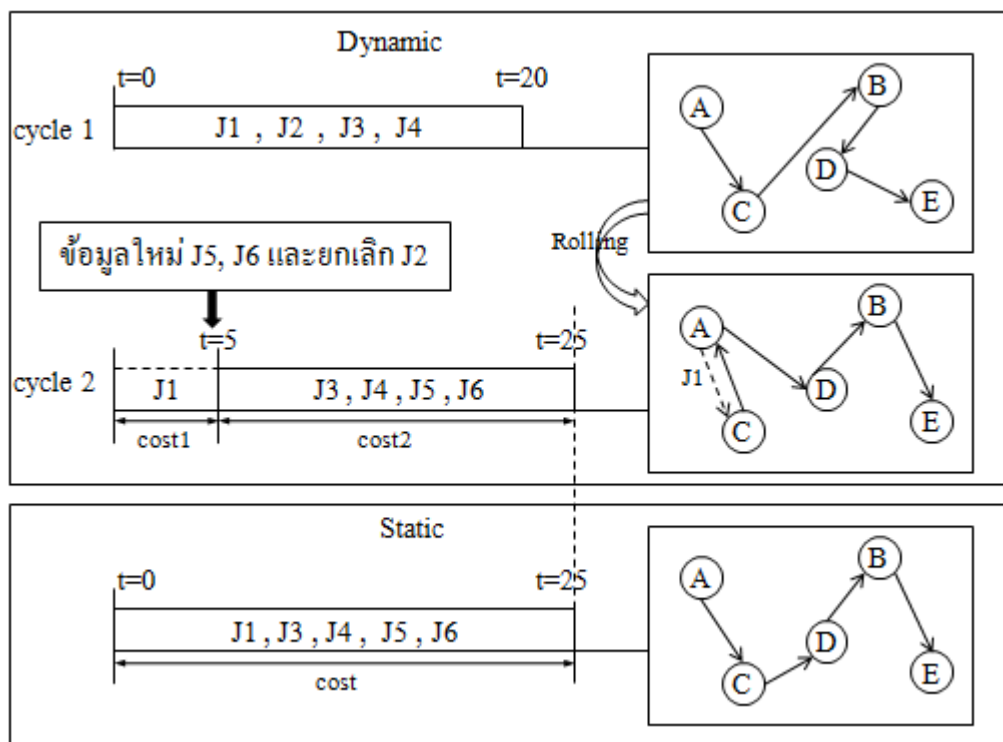 Dynamic
t=0 t=20
cycle 1
J1 , J2 , J3 , J4
A
B
C
D
E
Rolling
ข้อมูลใหม่ J5, J6 และยกเลิก J2
t=5 t=25
cycle 2
J1
J3 , J4 , J5 , J6
cost1 cost2
A
B
J1
D
C
E
Static
t=0 t=25
J1 , J3 , J4 , J5 , J6
cost
A
B
D
C
E